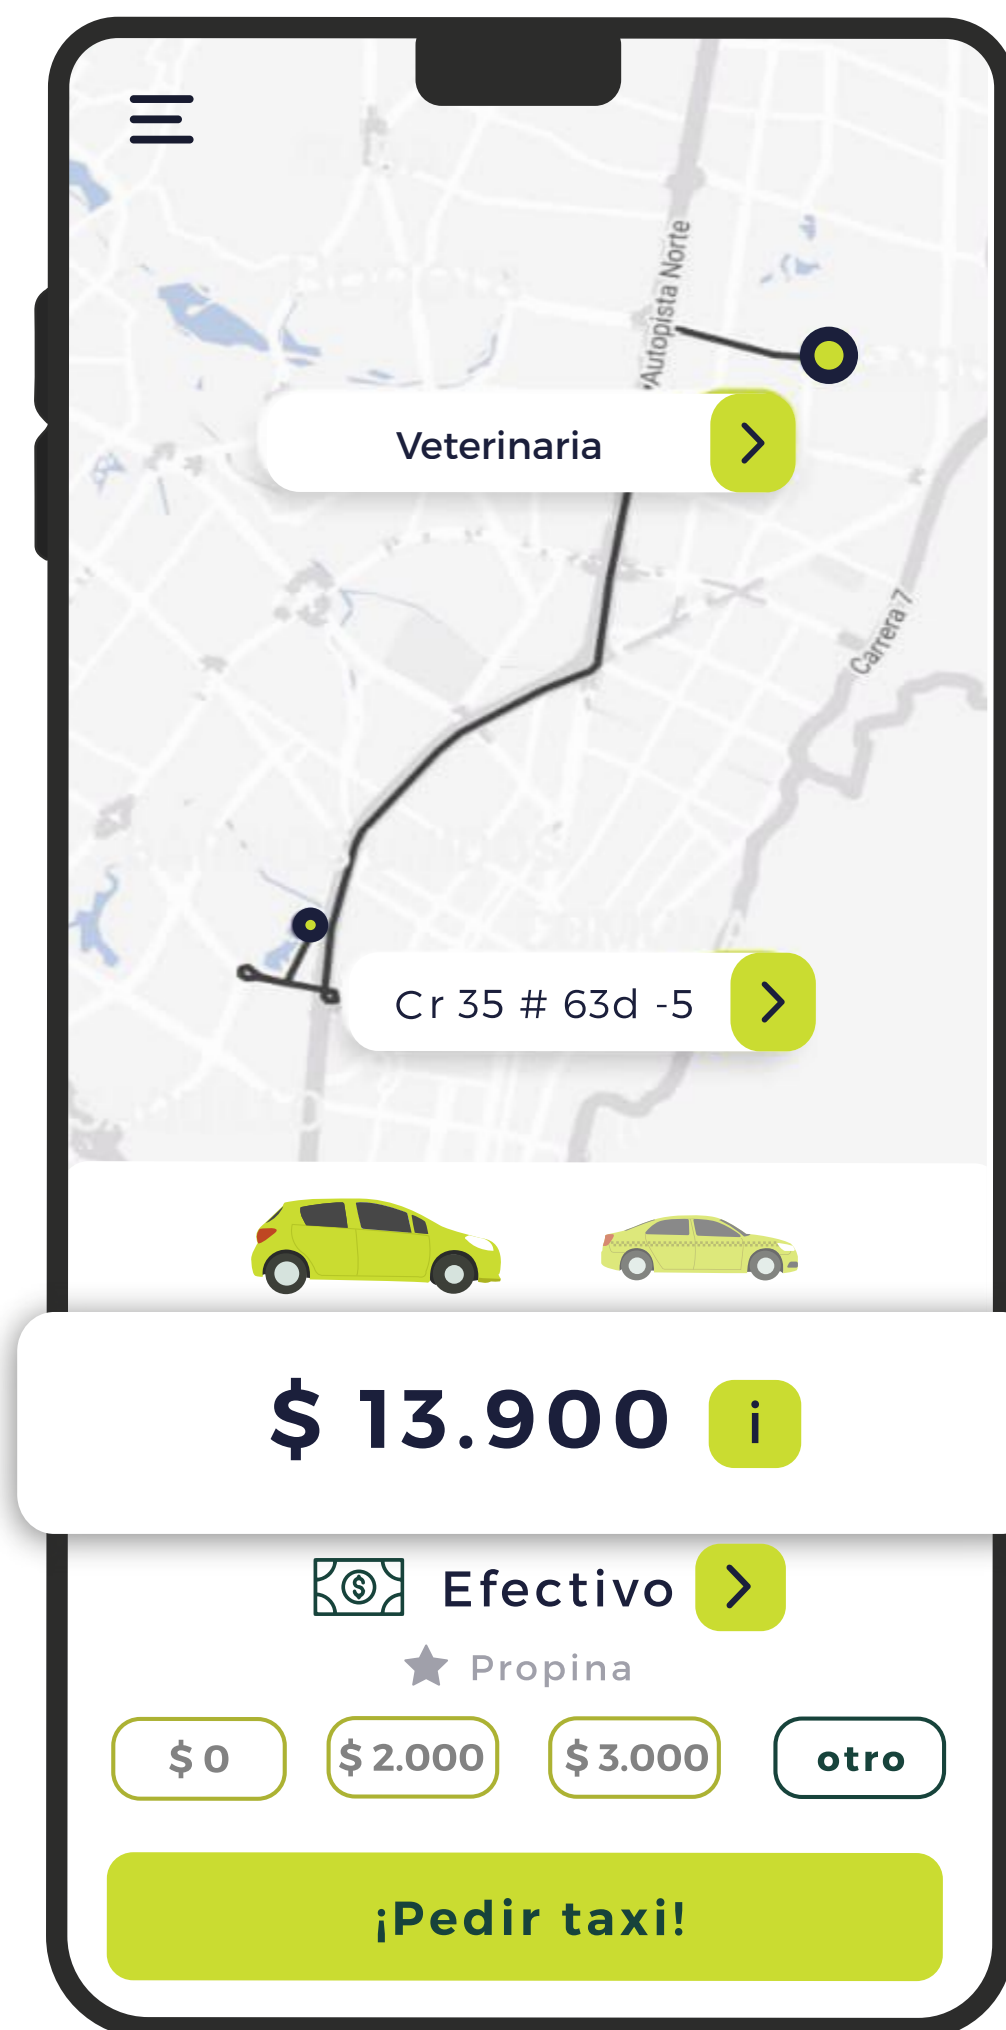 Autopista Norte
Veterinaria
Carrera 7
Cr 35 # 63d -5
$ 13.900 i
Efectivo
Propina
$ 0
$ 2.000
$ 3.000
otro
¡Pedir taxi!